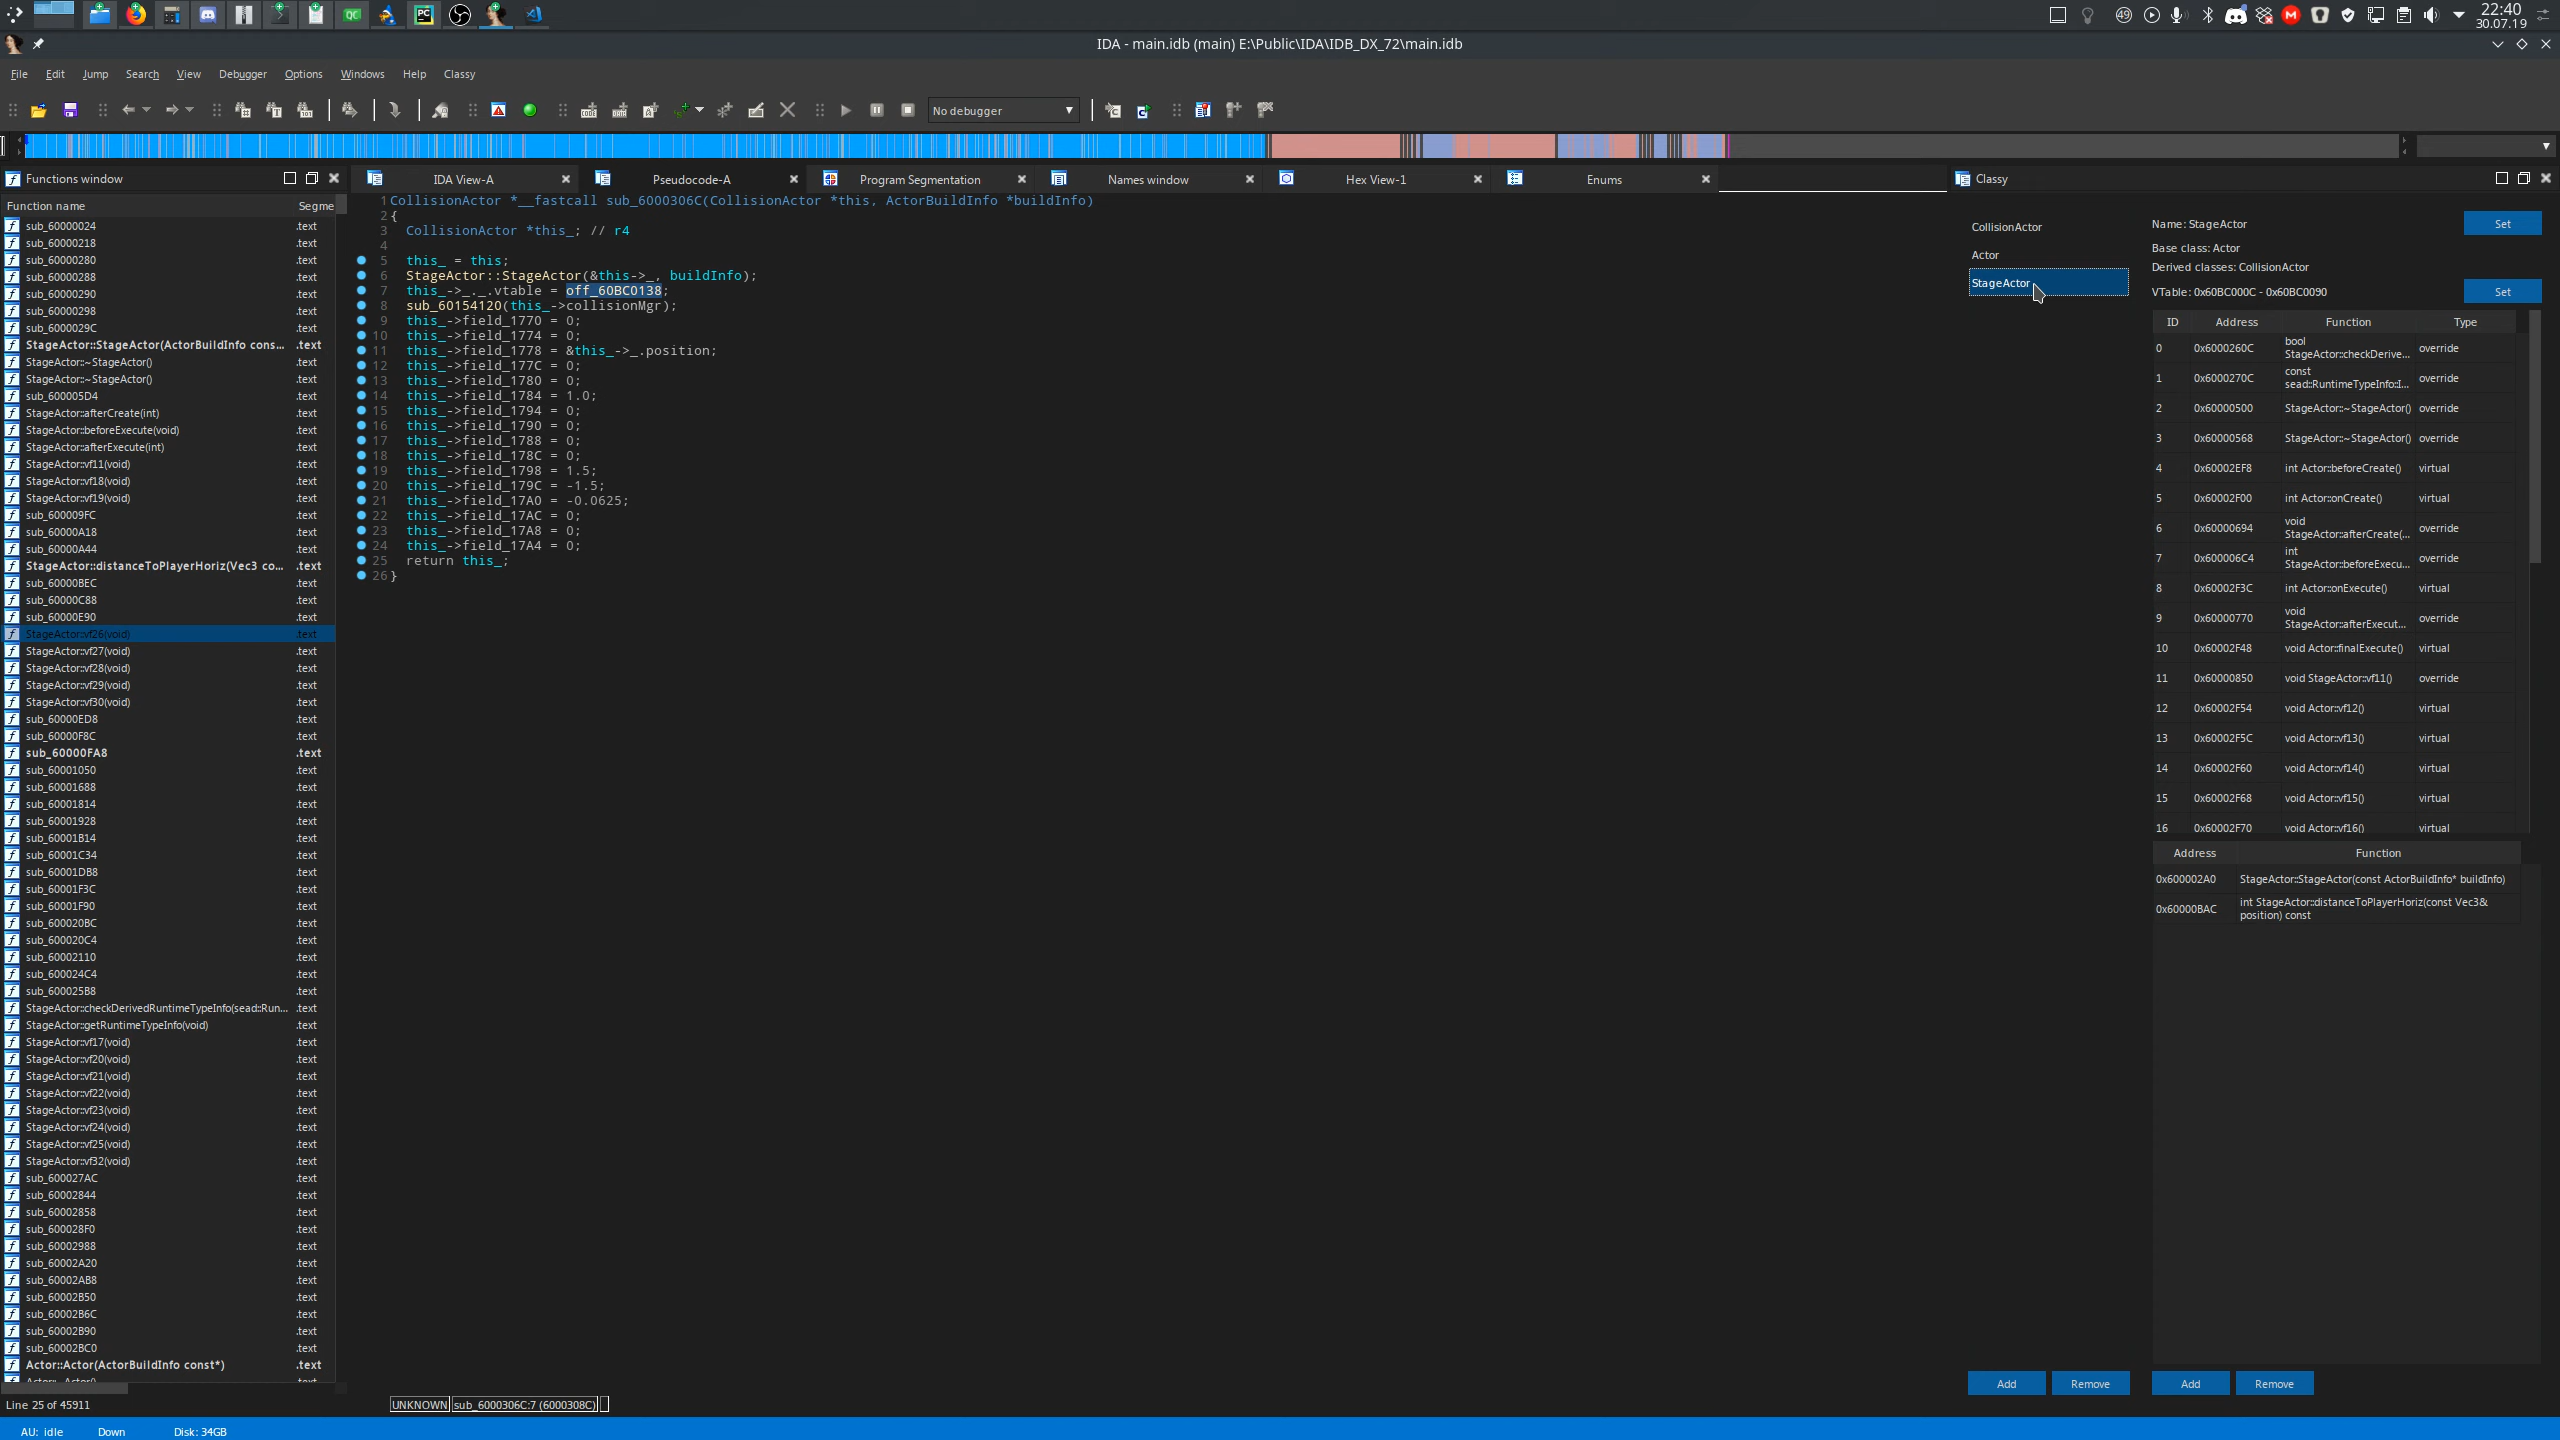 QC
PC
49
M
22:40
30.07.19
IDA - main.idb (main) E:\Public\IDA\IDB_DX_72\main.idb
File Edit Jump Search View Debugger Options Windows Help Classy
No debugger
Functions window
IDA View-A
Pseudocode-A
Program Segmentation
Names window
Hex View-1
Enums
Classy
Function name Segme
sub_60000024 .text
sub_60000218 .text
sub_60000280 .text
sub_60000288 .text
sub_60000290 .text
sub_60000298 .text
sub_6000029C .text
StageActor::StageActor(ActorBuildInfo cons... .text
StageActor::~StageActor() .text
StageActor::~StageActor() .text
sub_600005D4 .text
StageActor::afterCreate(int) .text
StageActor::beforeExecute(void) .text
StageActor::afterExecute(int) .text
StageActor::vf11(void) .text
StageActor::vf18(void) .text
StageActor::vf19(void) .text
sub_600009FC .text
sub_60000A18 .text
sub_60000A44 .text
StageActor::distanceToPlayerHoriz(Vec3 co... .text
sub_60000BEC .text
sub_60000C88 .text
sub_60000E90 .text
StageActor::vf26(void) .text
StageActor::vf27(void) .text
StageActor::vf28(void) .text
StageActor::vf29(void) .text
StageActor::vf30(void) .text
sub_60000ED8 .text
sub_60000F8C .text
sub_60000FA8 .text
sub_60001050 .text
sub_60001688 .text
sub_60001814 .text
sub_60001928 .text
sub_60001B14 .text
sub_60001C34 .text
sub_60001DB8 .text
sub_60001F3C .text
sub_60001F90 .text
sub_600020BC .text
sub_600020C4 .text
sub_60002110 .text
sub_600024C4 .text
sub_600025B8 .text
StageActor::checkDerivedRuntimeTypeInfo(sead::Run... .text
StageActor::getRuntimeTypeInfo(void) .text
StageActor::vf17(void) .text
StageActor::vf20(void) .text
StageActor::vf21(void) .text
StageActor::vf22(void) .text
StageActor::vf23(void) .text
StageActor::vf24(void) .text
StageActor::vf25(void) .text
StageActor::vf32(void) .text
sub_600027AC .text
sub_60002844 .text
sub_60002858 .text
sub_600028F0 .text
sub_60002988 .text
sub_60002A20 .text
sub_60002AB8 .text
sub_60002B50 .text
sub_60002B6C .text
sub_60002B90 .text
sub_60002BC0 .text
Actor::Actor(ActorBuildInfo const*) .text
Line 25 of 45911
1 CollisionActor *__fastcall sub_6000306C(CollisionActor *this, ActorBuildInfo *buildInfo)
2 {
3 CollisionActor *this_; // r4
4
5 this_ = this;
6 StageActor::StageActor(&this->_, buildInfo);
7 this_->_._.vtable = off_60BC0138;
8 sub_60154120(this_->collisionMgr);
9 this_->field_1770 = 0;
10 this_->field_1774 = 0;
11 this_->field_1778 = &this_->_.position;
12 this_->field_177C = 0;
13 this_->field_1780 = 0;
14 this_->field_1784 = 1.0;
15 this_->field_1794 = 0;
16 this_->field_1790 = 0;
17 this_->field_1788 = 0;
18 this_->field_178C = 0;
19 this_->field_1798 = 1.5;
20 this_->field_179C = -1.5;
21 this_->field_17A0 = -0.0625;
22 this_->field_17AC = 0;
23 this_->field_17A8 = 0;
24 this_->field_17A4 = 0;
25 return this_;
26 }
UNKNOWN sub_6000306C:7 (6000308C)
CollisionActor
Actor
StageActor
Add Remove
Name: StageActor Set
Base class: Actor
Derived classes: CollisionActor
VTable: 0x60BC000C - 0x60BC0090 Set
ID Address Function Type
0 0x6000260C bool StageActor::checkDerive... override
1 0x6000270C const sead::RuntimeTypeInfo::I... override
2 0x60000500 StageActor::~StageActor() override
3 0x60000568 StageActor::~StageActor() override
4 0x60002EF8 int Actor::beforeCreate() virtual
5 0x60002F00 int Actor::onCreate() virtual
6 0x60000694 void StageActor::afterCreate(... override
7 0x600006C4 int StageActor::beforeExecu... override
8 0x60002F3C int Actor::onExecute() virtual
9 0x60000770 void StageActor::afterExecut... override
10 0x60002F48 void Actor::finalExecute() virtual
11 0x60000850 void StageActor::vf11() override
12 0x60002F54 void Actor::vf12() virtual
13 0x60002F5C void Actor::vf13() virtual
14 0x60002F60 void Actor::vf14() virtual
15 0x60002F68 void Actor::vf15() virtual
16 0x60002F70 void Actor::vf16() virtual
Address Function
0x600002A0 StageActor::StageActor(const ActorBuildInfo* buildInfo)
0x60000BAC int StageActor::distanceToPlayerHoriz(const Vec3& position) const
Add Remove
AU: idle Down Disk: 34GB